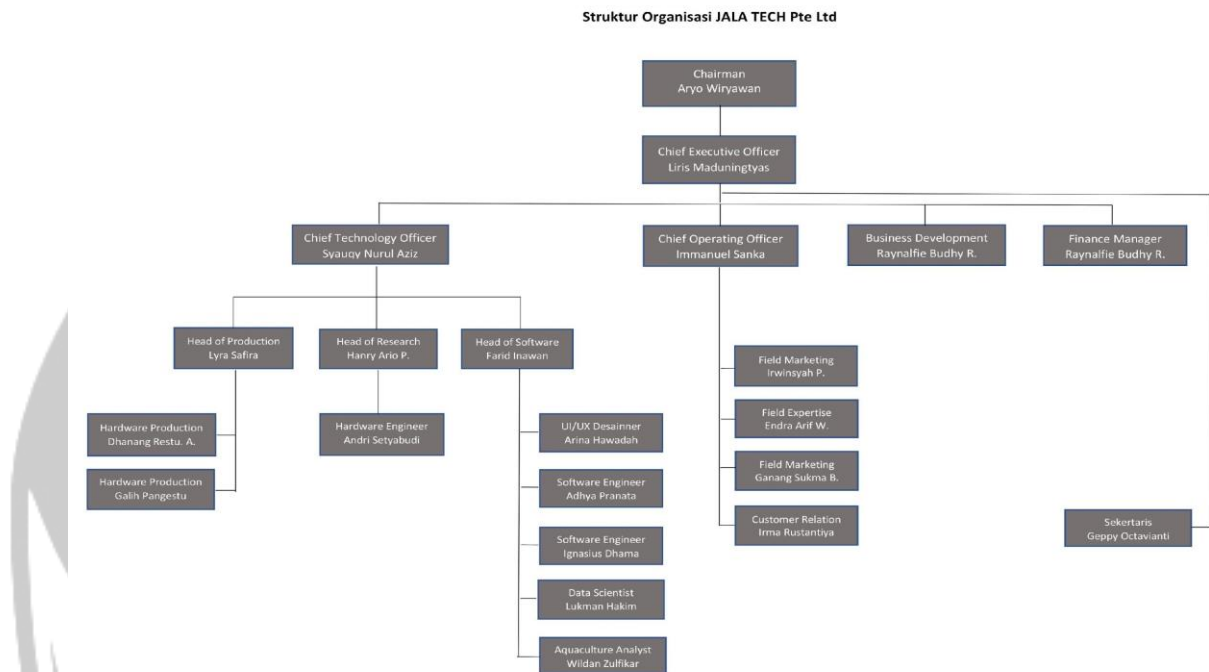 Struktur Organisasi JALA TECH Pte Ltd
Chairman
Aryo Wiryawan
Chief Executive Officer
Liris Maduningtyas
Chief Technology Officer
Syauqy Nurul Aziz
Chief Operating Officer
Immanuel Sanka
Business Development
Raynalfie Budhy R.
Finance Manager
Raynalfie Budhy R.
Head of Production
Lyra Safira
Head of Research
Hanry Ario P.
Head of Software
Farid Inawan
Hardware Production
Dhanang Restu. A.
Hardware Production
Galih Pangestu
Hardware Engineer
Andri Setyabudi
UI/UX Desainner
Arina Hawadah
Software Engineer
Adhya Pranata
Software Engineer
Ignasius Dhama
Data Scientist
Lukman Hakim
Aquaculture Analyst
Wildan Zulfikar
Field Marketing
Irwinsyah P.
Field Expertise
Endra Arif W.
Field Marketing
Ganang Sukma B.
Customer Relation
Irma Rustantiya
Sekertaris
Geppy Octavianti